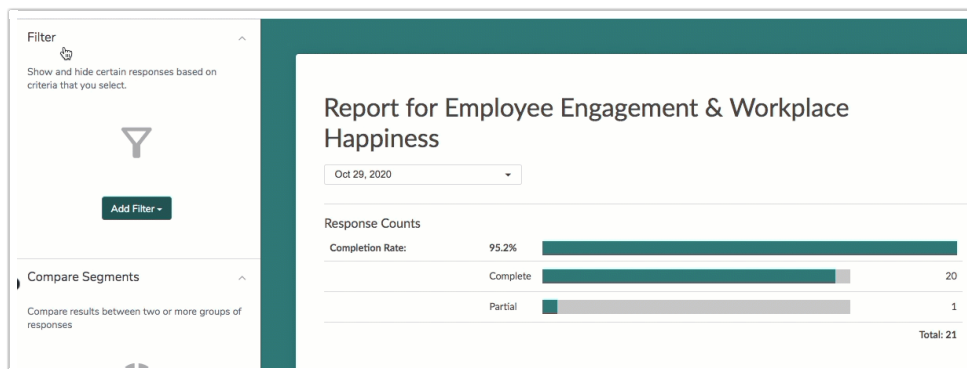 Filter
Show and hide certain responses based on
criteria that you select.
Add Filter
Compare Segments
Compare results between two or more groups of
responses
Report for Employee Engagement & Workplace
Happiness
Oct 29, 2020
Response Counts
Completion Rate: 95.2%
Complete 20
Partial 1
Total: 21